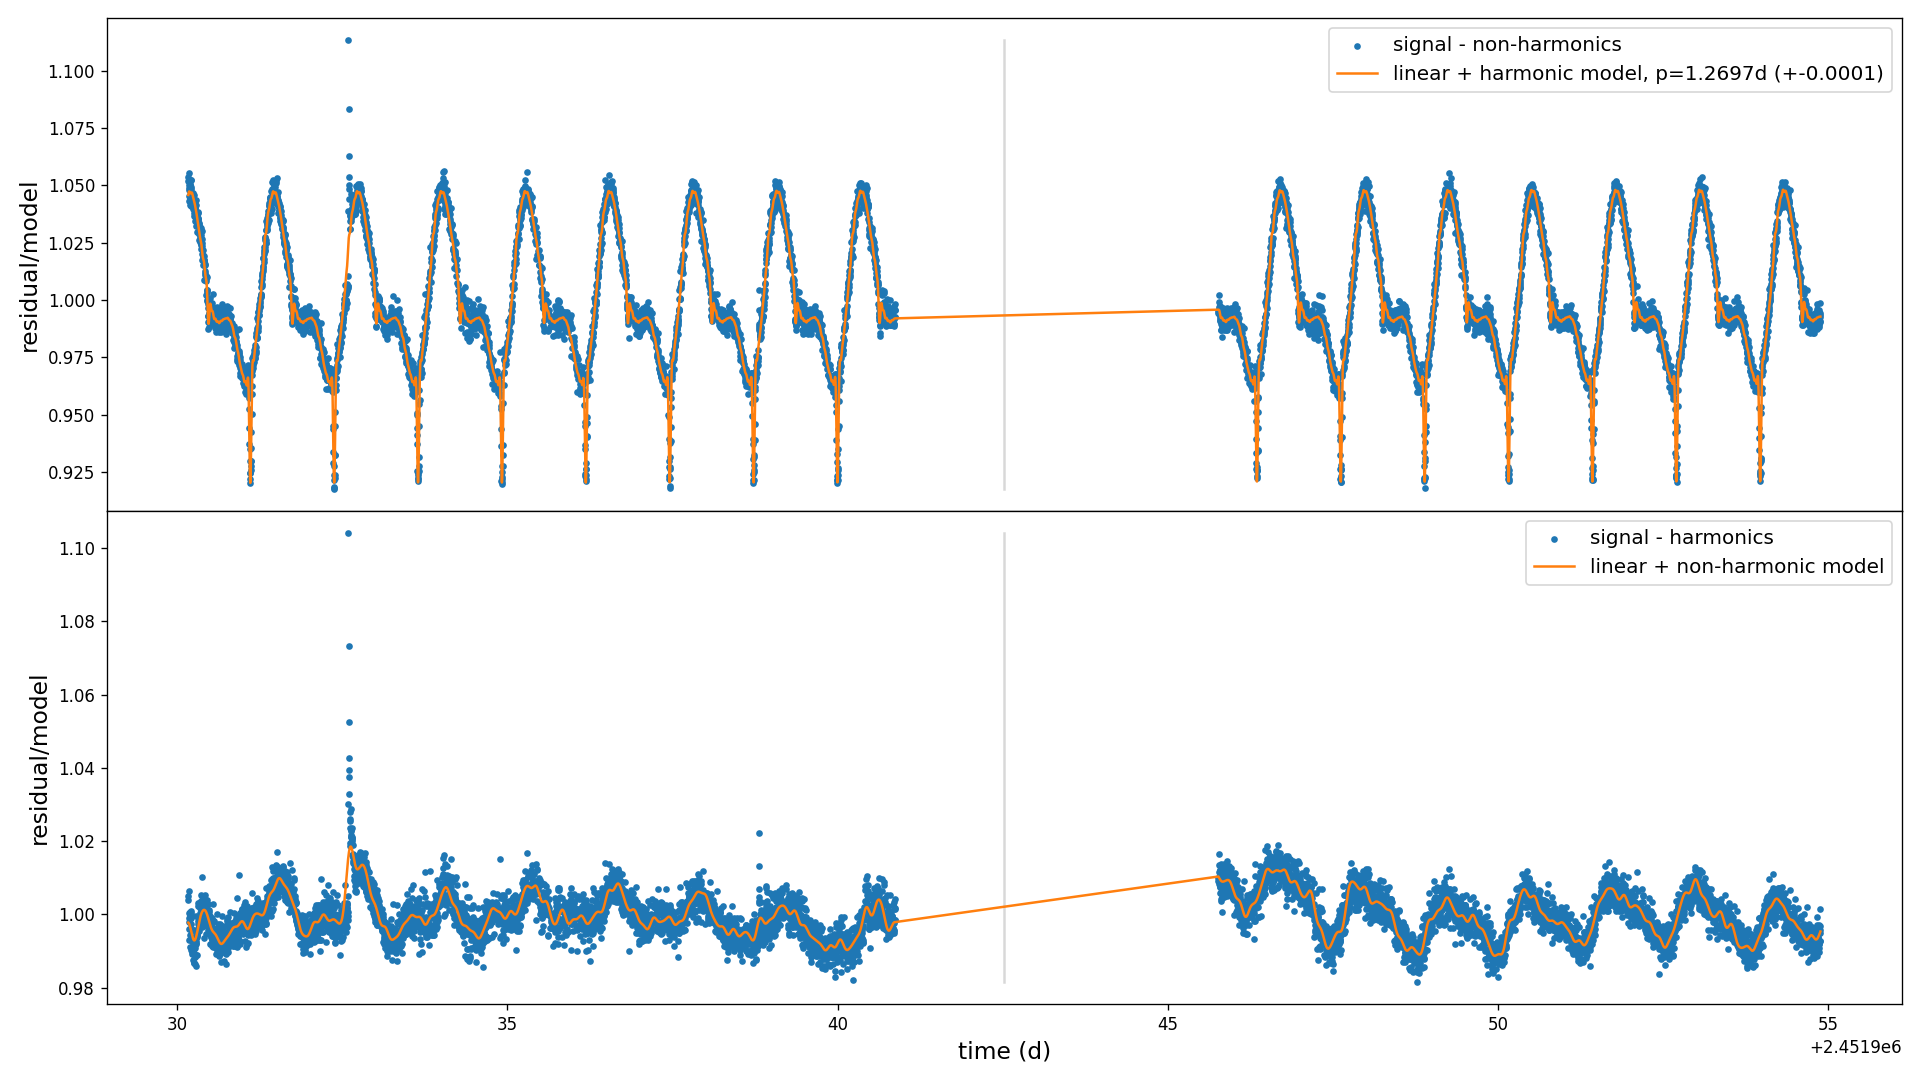 signal - non-harmonics
linear + harmonic model, p=1.2697d (+-0.0001)
residual/model
1.100
1.075
1.050
1.025
1.000
0.975
0.950
0.925
signal - harmonics
linear + non-harmonic model
residual/model
1.10
1.08
1.06
1.04
1.02
1.00
0.98
30 35 40 45 50 55
time (d)
+2.4519e6